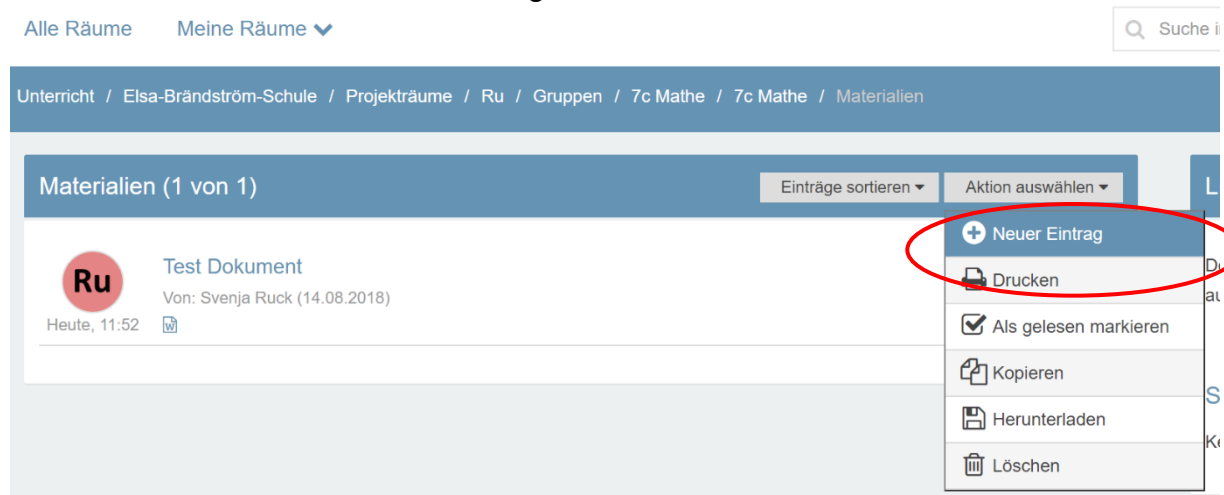 Alle Räume Meine Räume
Suche
Unterricht / Elsa-Brändström-Schule / Projekträume / Ru / Gruppen / 7c Mathe / 7c Mathe / Materialien
Materialien (1 von 1) Einträge sortieren Aktion auswählen
Neuer Eintrag
Ru Test Dokument
Drucken
Von: Svenja Ruck (14.08.2018)
Heute, 11:52
Als gelesen markieren
Kopieren
Herunterladen
Löschen